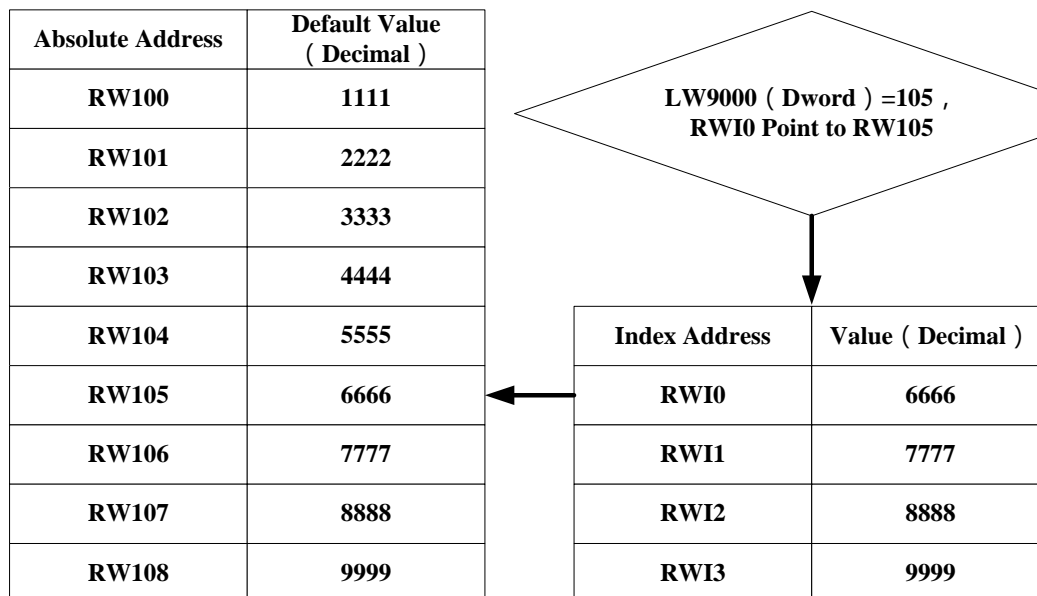 Absolute Address Default Value
( Decimal )
RW100 1111
RW101 2222
RW102 3333
RW103 4444
RW104 5555
RW105 6666
RW106 7777
RW107 8888
RW108 9999
LW9000 ( Dword ) =105 ,
RWI0 Point to RW105
Index Address Value ( Decimal )
RWI0 6666
RWI1 7777
RWI2 8888
RWI3 9999